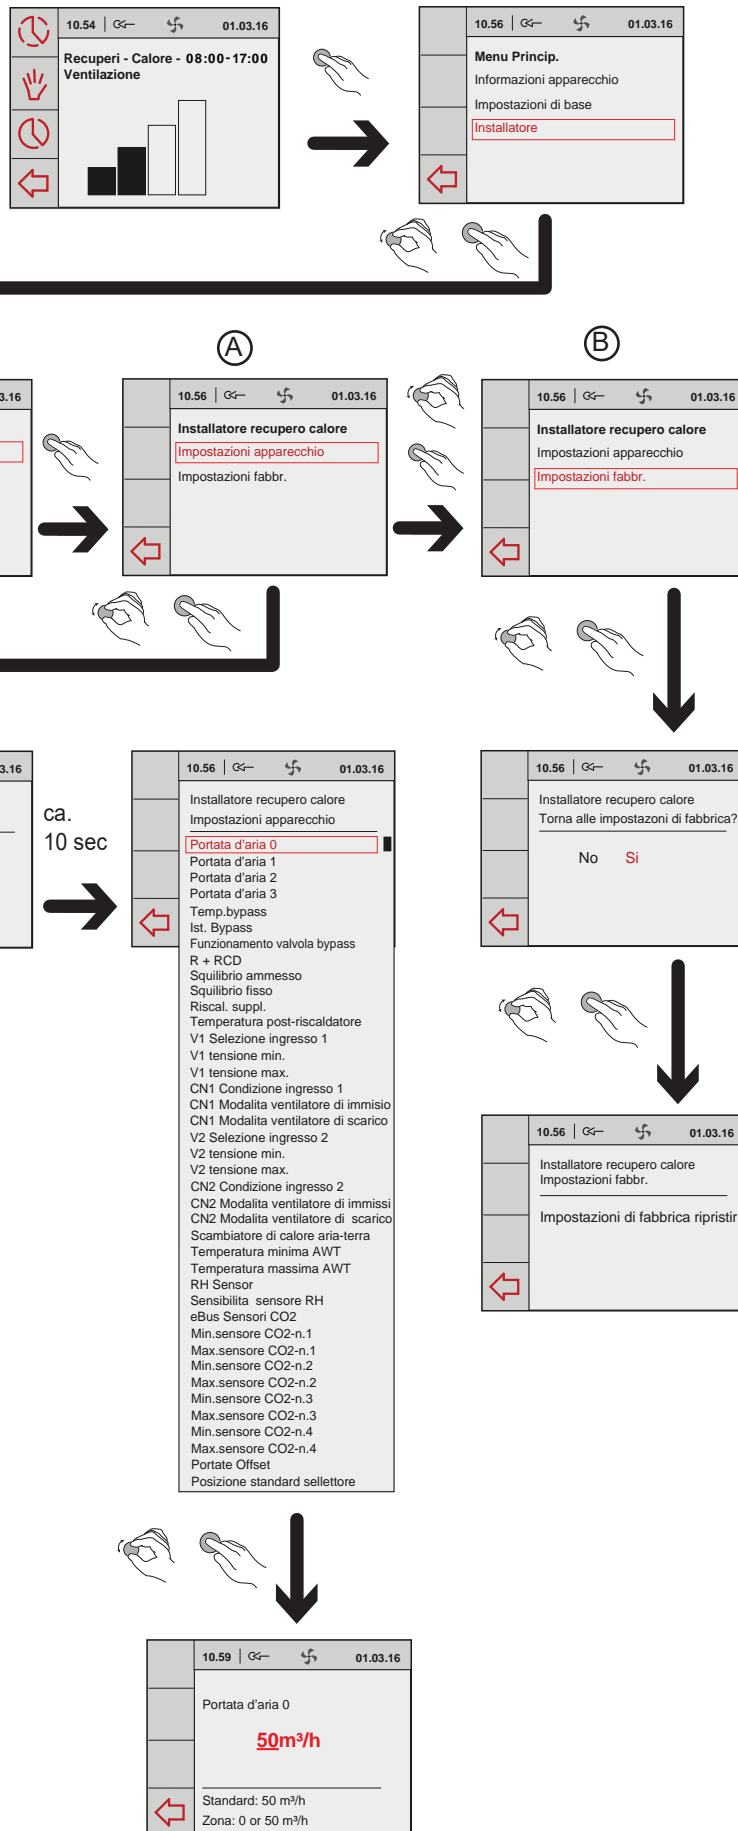 10.54
01.03.16
Recuperi - Calore - 08:00-17:00
Ventilazione
10.56
01.03.16
Menu Princip.
Informazioni apparecchio
Impostazioni di base
Installatore
A
B
3.16
10.56
01.03.16
Installatore recupero calore
Impostazioni apparecchio
Impostazioni fabbr.
10.56
01.03.16
Installatore recupero calore
Impostazioni apparecchio
Impostazioni fabbr.
3.16
ca.
10 sec
10.56
01.03.16
Installatore recupero calore
Impostazioni apparecchio
Portata d'aria 0
Portata d'aria 1
Portata d'aria 2
Portata d'aria 3
Temp.bypass
Ist. Bypass
Funzionamento valvola bypass
R + RCD
Squilibrio ammesso
Squilibrio fisso
Riscal. suppl.
Temperatura post-riscaldatore
V1 Selezione ingresso 1
V1 tensione min.
V1 tensione max.
CN1 Condizione ingresso 1
CN1 Modalita ventilatore di immisio
CN1 Modalita ventilatore di scarico
V2 Selezione ingresso 2
V2 tensione min.
V2 tensione max.
CN2 Condizione ingresso 2
CN2 Modalita ventilatore di immissi
CN2 Modalita ventilatore di scarico
Scambiatore di calore aria-terra
Temperatura minima AWT
Temperatura massima AWT
RH Sensor
Sensibilita sensore RH
eBus Sensori CO2
Min.sensore CO2-n.1
Max.sensore CO2-n.1
Min.sensore CO2-n.2
Max.sensore CO2-n.2
Min.sensore CO2-n.3
Max.sensore CO2-n.3
Min.sensore CO2-n.4
Max.sensore CO2-n.4
Portate Offset
Posizione standard sellettore
10.56
01.03.16
Installatore recupero calore
Torna alle impostazoni di fabbrica?
No Si
10.56
01.03.16
Installatore recupero calore
Impostazioni fabbr.
Impostazioni di fabbrica ripristir
10.59
01.03.16
Portata d'aria 0
50m³/h
Standard: 50 m³/h
Zona: 0 or 50 m³/h